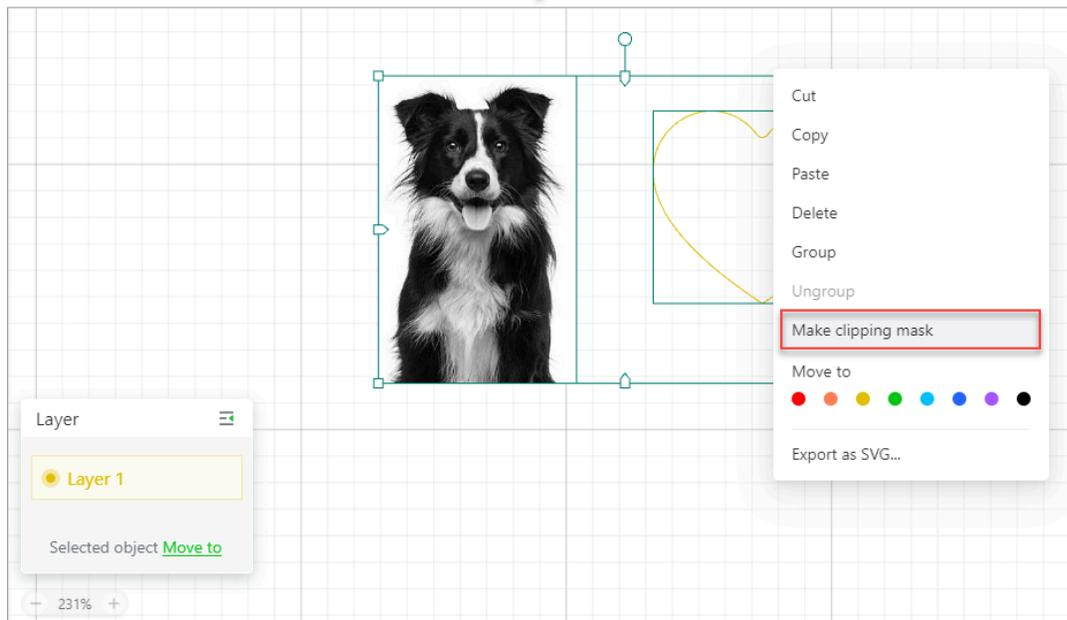 Cut
Copy
Paste
Delete
Group
Ungroup
Make clipping mask
Move to
Export as SVG...
Layer
Layer 1
Selected object Move to
231%